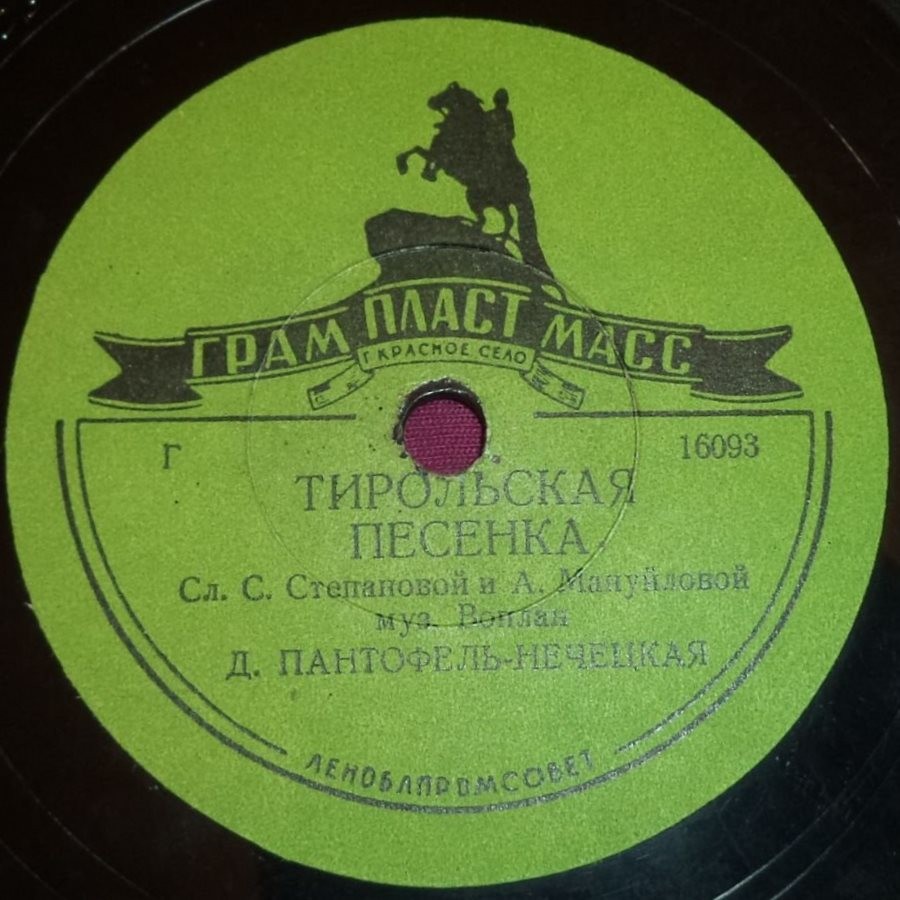 ГРАМ ПЛАСТ МАСС
Г. КРАСНОЕ СЕЛО
Г 16093
ТИРОЛЬСКАЯ
ПЕСЕНКА
Сл. С. Степановой и А. Мануйловой
муз. Воплан
Д. ПАНТОФЕЛЬ-НЕЧЕЦКАЯ
ЛЕНОБЛПРОМСОВЕТ